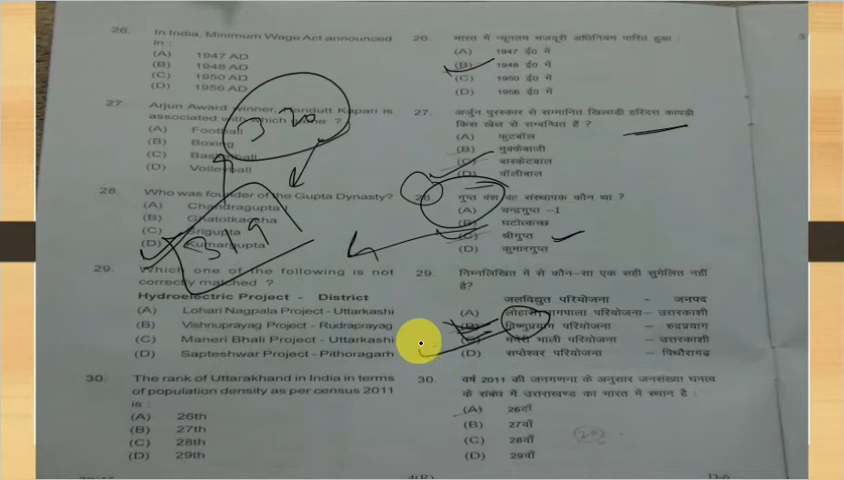 26. In India, Minimum Wage Act announced
in :
(A) 1947 AD
(B) 1948 AD
(C) 1950 AD
(D) 1956 AD
27. Arjun Award winner, Haridutt Kapari is
associated with which game ?
(A) Football
(B) Boxing
(C) Basketball
(D) Volleyball
28. Who was founder of the Gupta Dynasty?
(A) Chandragupta-I
(B) Ghatotkacha
(C) Srigupta
(D) Kumargupta
29. Which one of the following is not
correctly matched ?
Hydroelectric Project - District
(A) Lohari Nagpala Project - Uttarkashi
(B) Vishnuprayag Project - Rudraprayag
(C) Maneri Bhali Project - Uttarkashi
(D) Sapteshwar Project - Pithoragarh
30. The rank of Uttarakhand in India in terms
of population density as per census 2011
is :
(A) 26th
(B) 27th
(C) 28th
(D) 29th
26. भारत में न्यूनतम मजदूरी अधिनियम पारित हुआ :
(A) 1947 ई0 में
(B) 1948 ई0 में
(C) 1950 ई0 में
(D) 1956 ई0 में
27 अर्जुन पुरस्कार से सम्मानित खिलाड़ी हरिदत्त कापड़ी
किस खेल से सम्बन्धित है ?
(A) फुटबॉल
(B) मुक्केबाजी
(C) बास्केटबाल
(D) वॉलीबाल
28. गुप्त वंश का संस्थापक कौन था ?
(A) चन्द्रगुप्त -I
(B) घटोत्कच्छ
(C) श्रीगुप्त
(D) कुमारगुप्त
29. निम्नलिखित में से कौन-सा एक सही सुमेलित नहीं
है?
जलविद्युत परियोजना - जनपद
(A) लोहारी नागपाला परियोजना - उत्तरकाशी
(B) विष्णुप्रयाग परियोजना - रुद्रप्रयाग
(C) मनेरी भाली परियोजना - उत्तरकाशी
(D) सप्तेश्वर परियोजना - पिथौरागढ़
30. वर्ष 2011 की जनगणना के अनुसार जनसंख्या घनत्व
के संबंध में उत्तराखण्ड का भारत में स्थान है :
(A) 26वाँ
(B) 27वाँ
(C) 28वाँ
(D) 29वाँ
4(R)
D-6